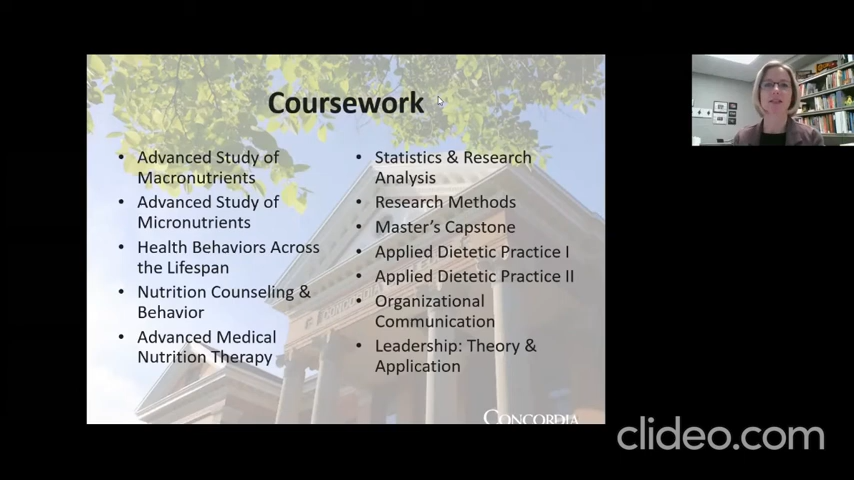 Coursework
• Advanced Study of
Macronutrients
• Advanced Study of
Micronutrients
• Health Behaviors Across
the Lifespan
• Nutrition Counseling &
Behavior
• Advanced Medical
Nutrition Therapy
• Statistics & Research
Analysis
• Research Methods
• Master's Capstone
• Applied Dietetic Practice I
• Applied Dietetic Practice II
• Organizational
Communication
• Leadership: Theory &
Application
CONCORDIA
clideo.com